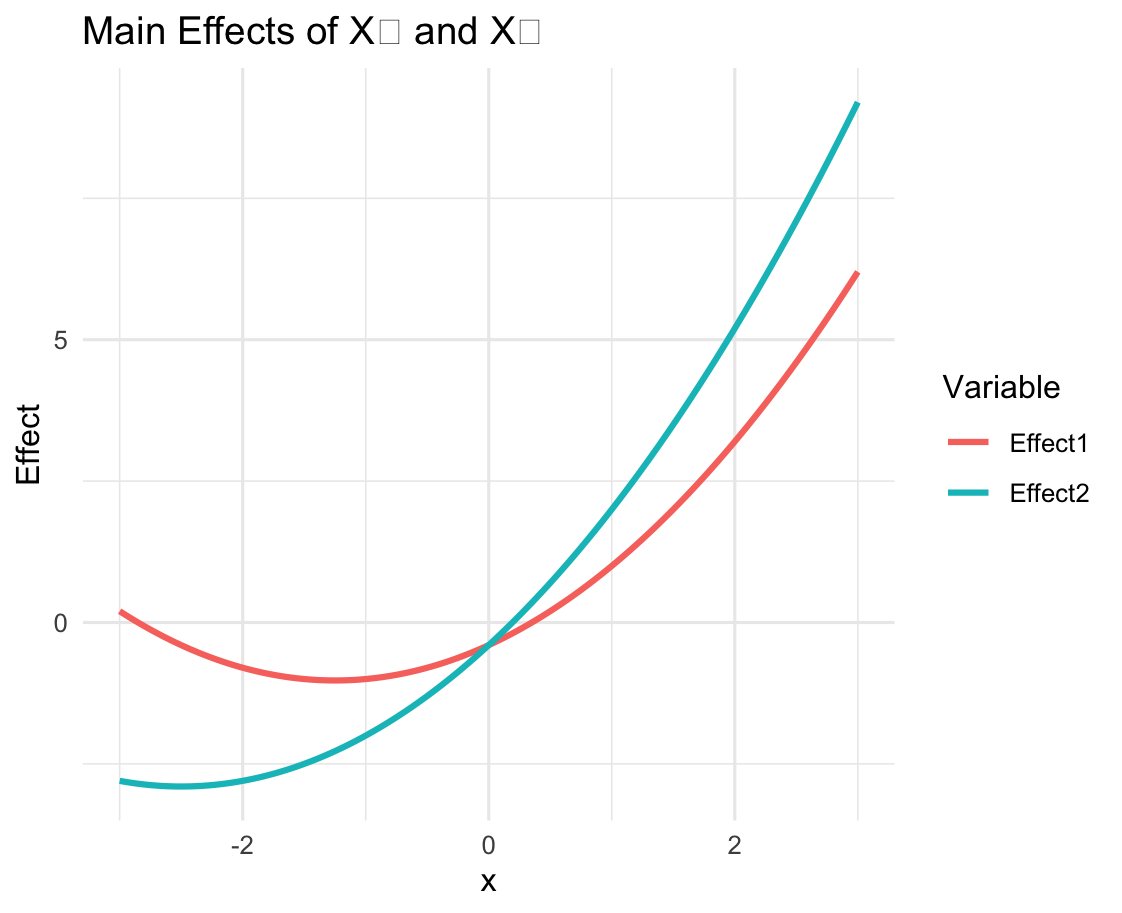 Main Effects of X□ and X□
Effect
5
0
-2
0
2
x
Variable
Effect1
Effect2